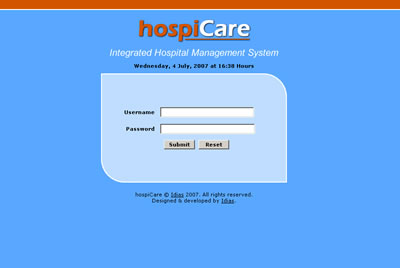 hospiCare
Integrated Hospital Management System
Wednesday, 4 July, 2007 at 16:38 Hours
Username
Password
Submit Reset
hospiCare © Idias 2007. All rights reserved.
Designed & developed by Idias.